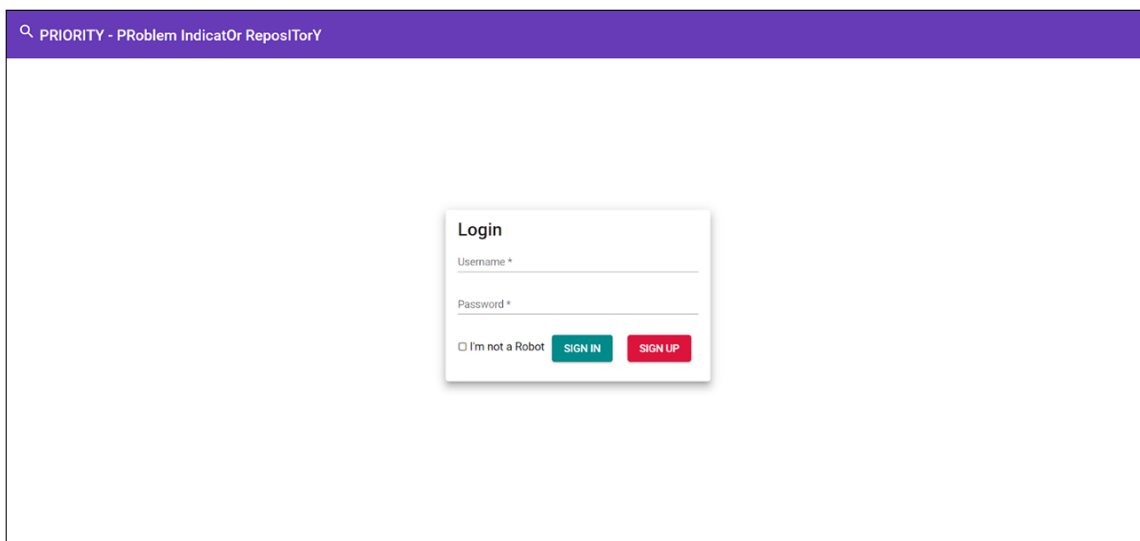 PRIORITY - PRoblem IndicatOr ReposITorY
Login
Username *
Password *
I'm not a Robot SIGN IN SIGN UP